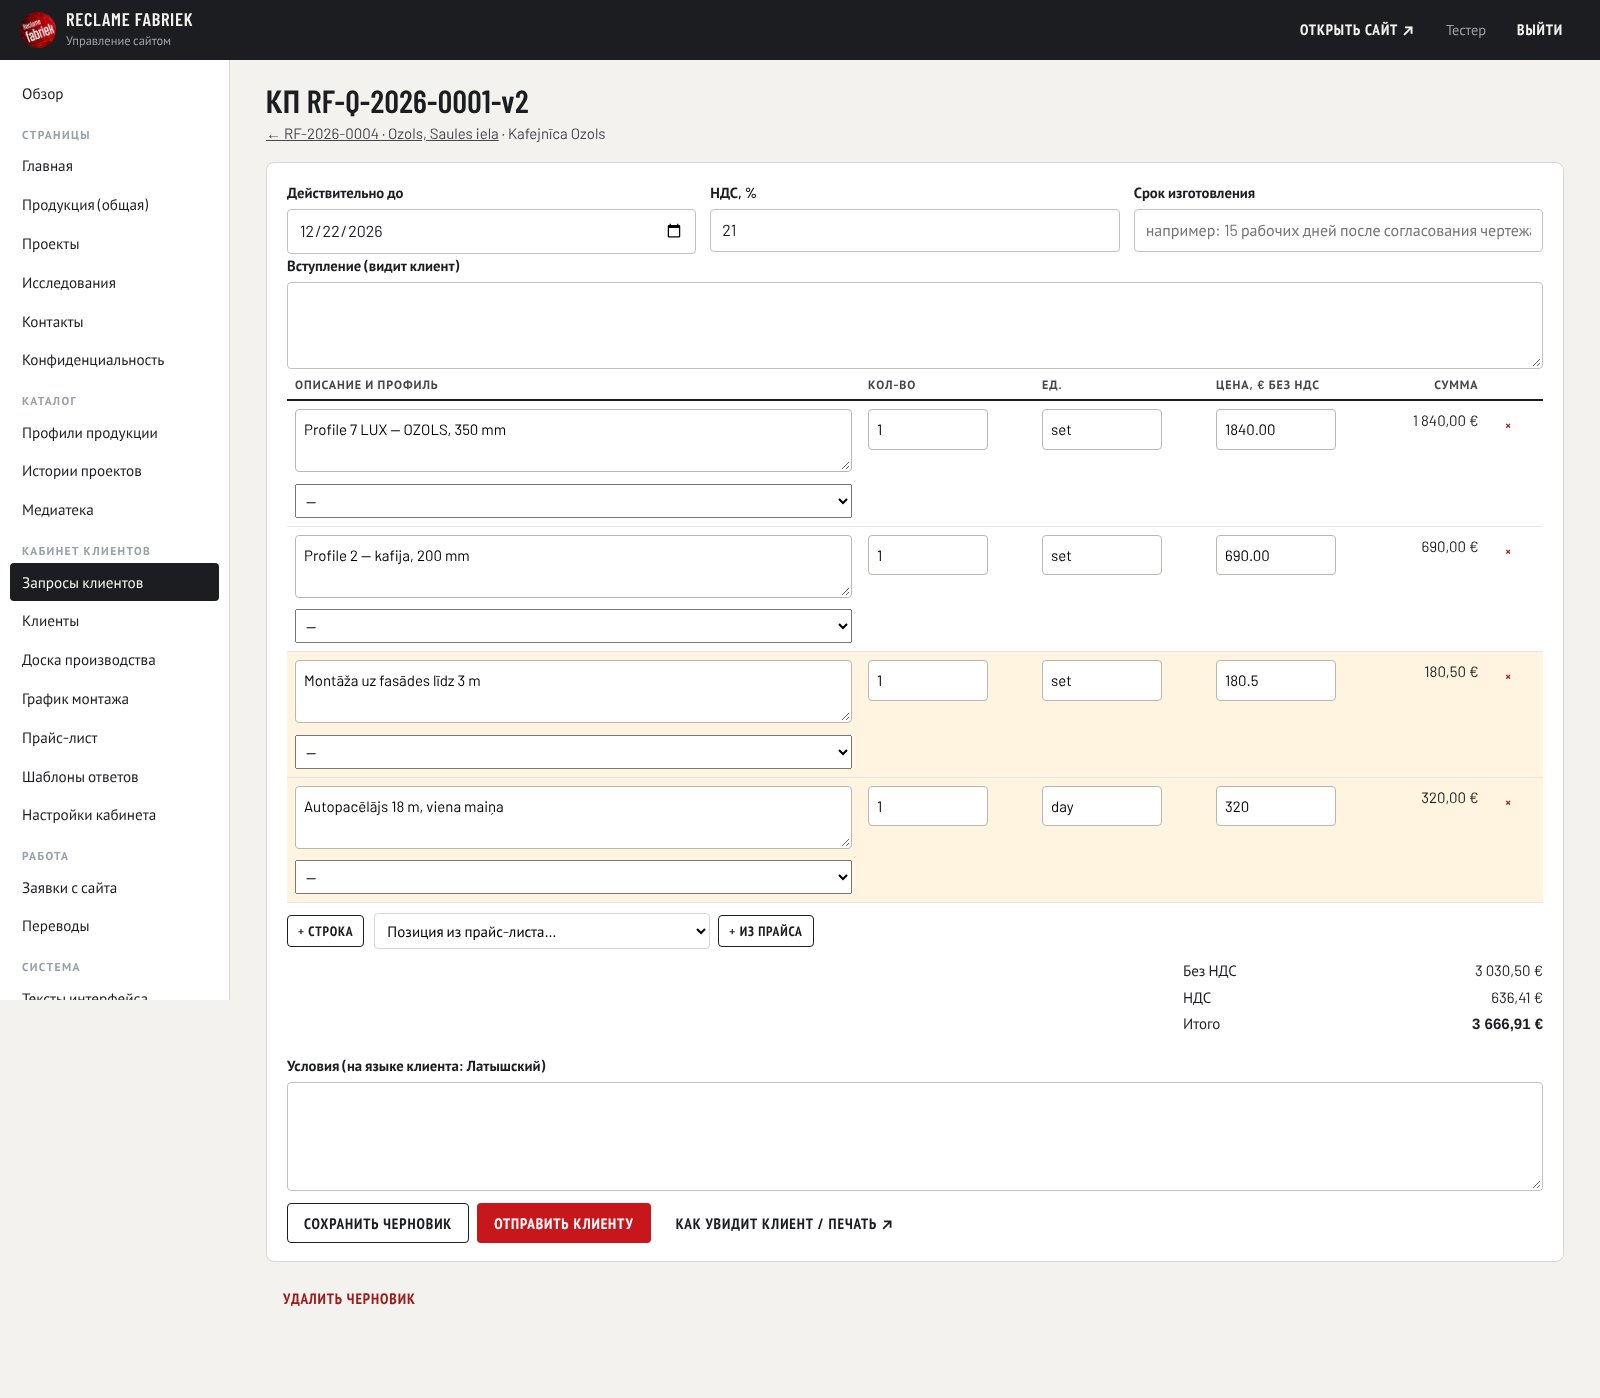 Reclame fabriek
RECLAME FABRIEK
Управление сайтом
ОТКРЫТЬ САЙТ ↗
Тестер
ВЫЙТИ
Обзор
СТРАНИЦЫ
Главная
Продукция (общая)
Проекты
Исследования
Контакты
Конфиденциальность
КАТАЛОГ
Профили продукции
Истории проектов
Медиатека
КАБИНЕТ КЛИЕНТОВ
Запросы клиентов
Клиенты
Доска производства
График монтажа
Прайс-лист
Шаблоны ответов
Настройки кабинета
РАБОТА
Заявки с сайта
Переводы
СИСТЕМА
Тексты интерфейса
КП RF-Q-2026-0001-v2
← RF-2026-0004 · Ozols, Saules iela · Kafejnīca Ozols
Действительно до
НДС, %
Срок изготовления
12/22/2026
21
например: 15 рабочих дней после согласования чертежа
Вступление (видит клиент)
ОПИСАНИЕ И ПРОФИЛЬ КОЛ-ВО ЕД. ЦЕНА, € БЕЗ НДС СУММА
Profile 7 LUX – OZOLS, 350 mm 1 set 1840.00 1 840,00 € ×
–
Profile 2 – kafija, 200 mm 1 set 690.00 690,00 € ×
–
Montāža uz fasādes līdz 3 m 1 set 180.5 180,50 € ×
–
Autopacēlājs 18 m, viena maiņa 1 day 320 320,00 € ×
–
+ СТРОКА
Позиция из прайс-листа...
+ ИЗ ПРАЙСА
Без НДС 3 030,50 €
НДС 636,41 €
Итого 3 666,91 €
Условия (на языке клиента: Латышский)
СОХРАНИТЬ ЧЕРНОВИК
ОТПРАВИТЬ КЛИЕНТУ
КАК УВИДИТ КЛИЕНТ / ПЕЧАТЬ ↗
УДАЛИТЬ ЧЕРНОВИК